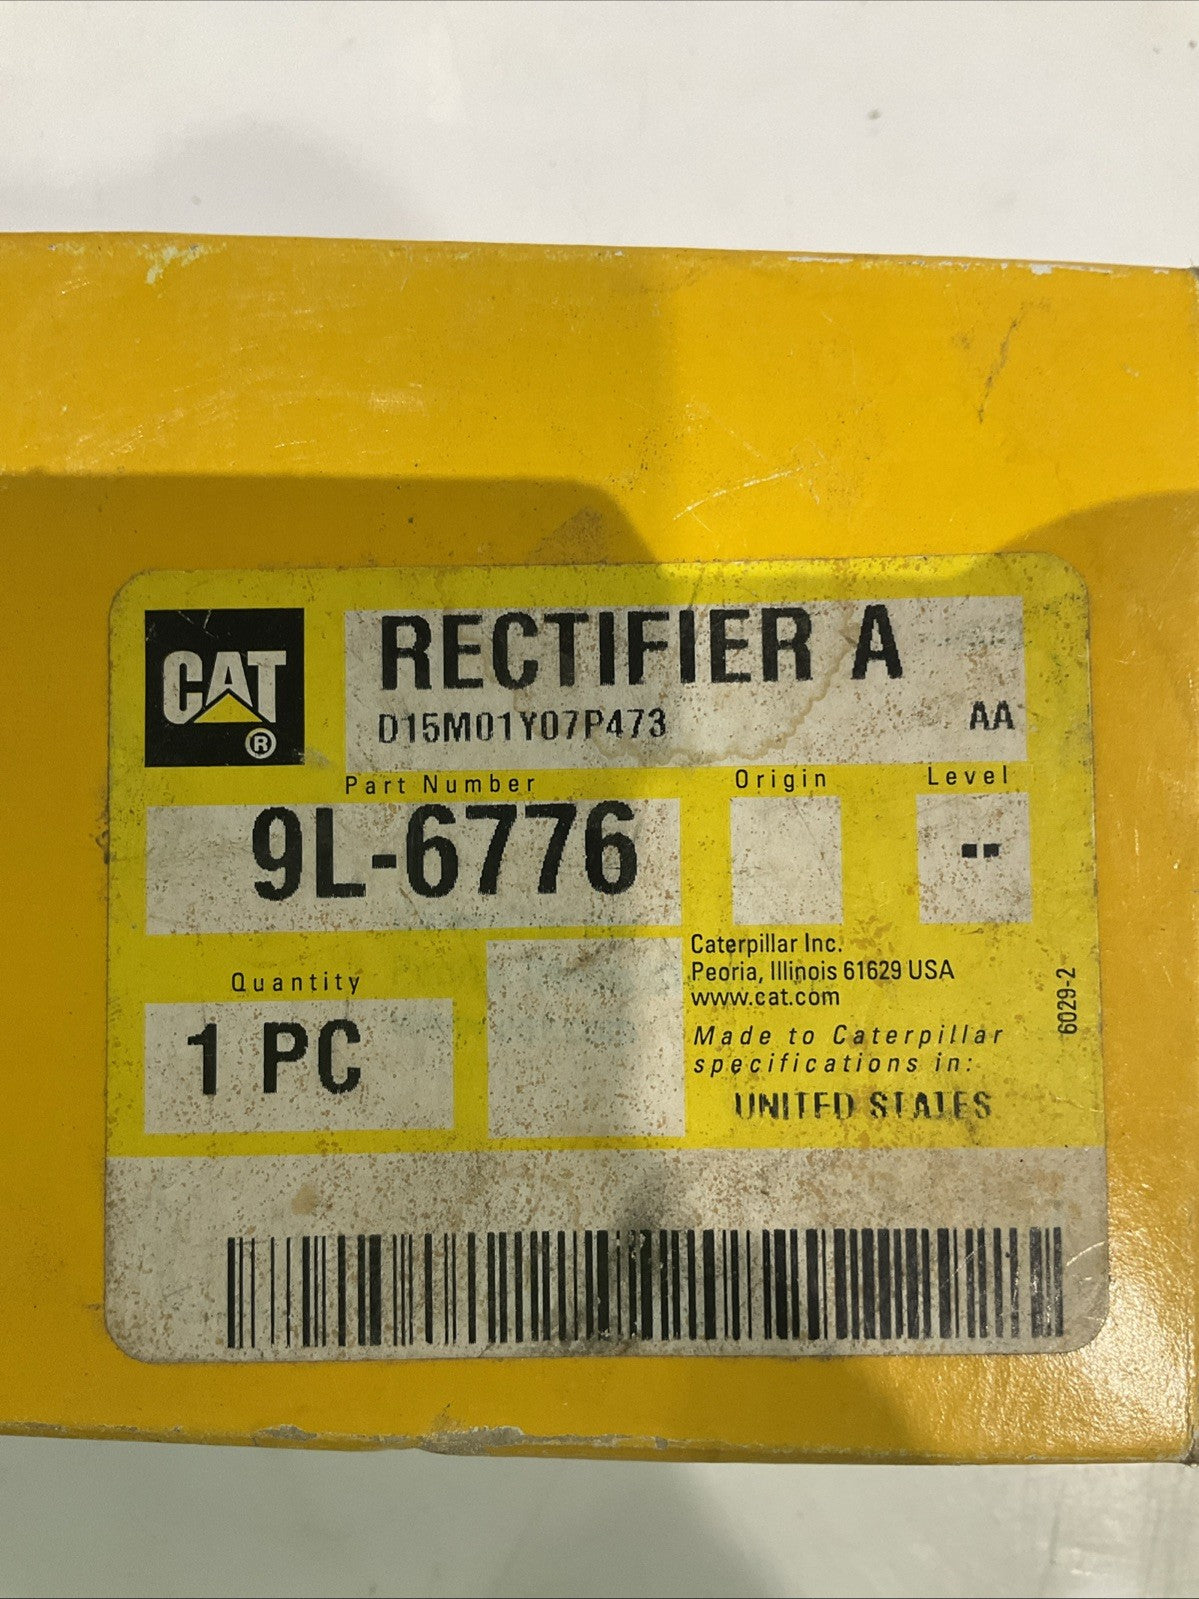 CAT
®
RECTIFIER A
D15M01Y07P473 AA
Part Number Origin Level
9L-6776 --
Caterpillar Inc.
Peoria, Illinois 61629 USA
www.cat.com
Quantity
1 PC
Made to Caterpillar
specifications in:
UNITED STATES
6029-2